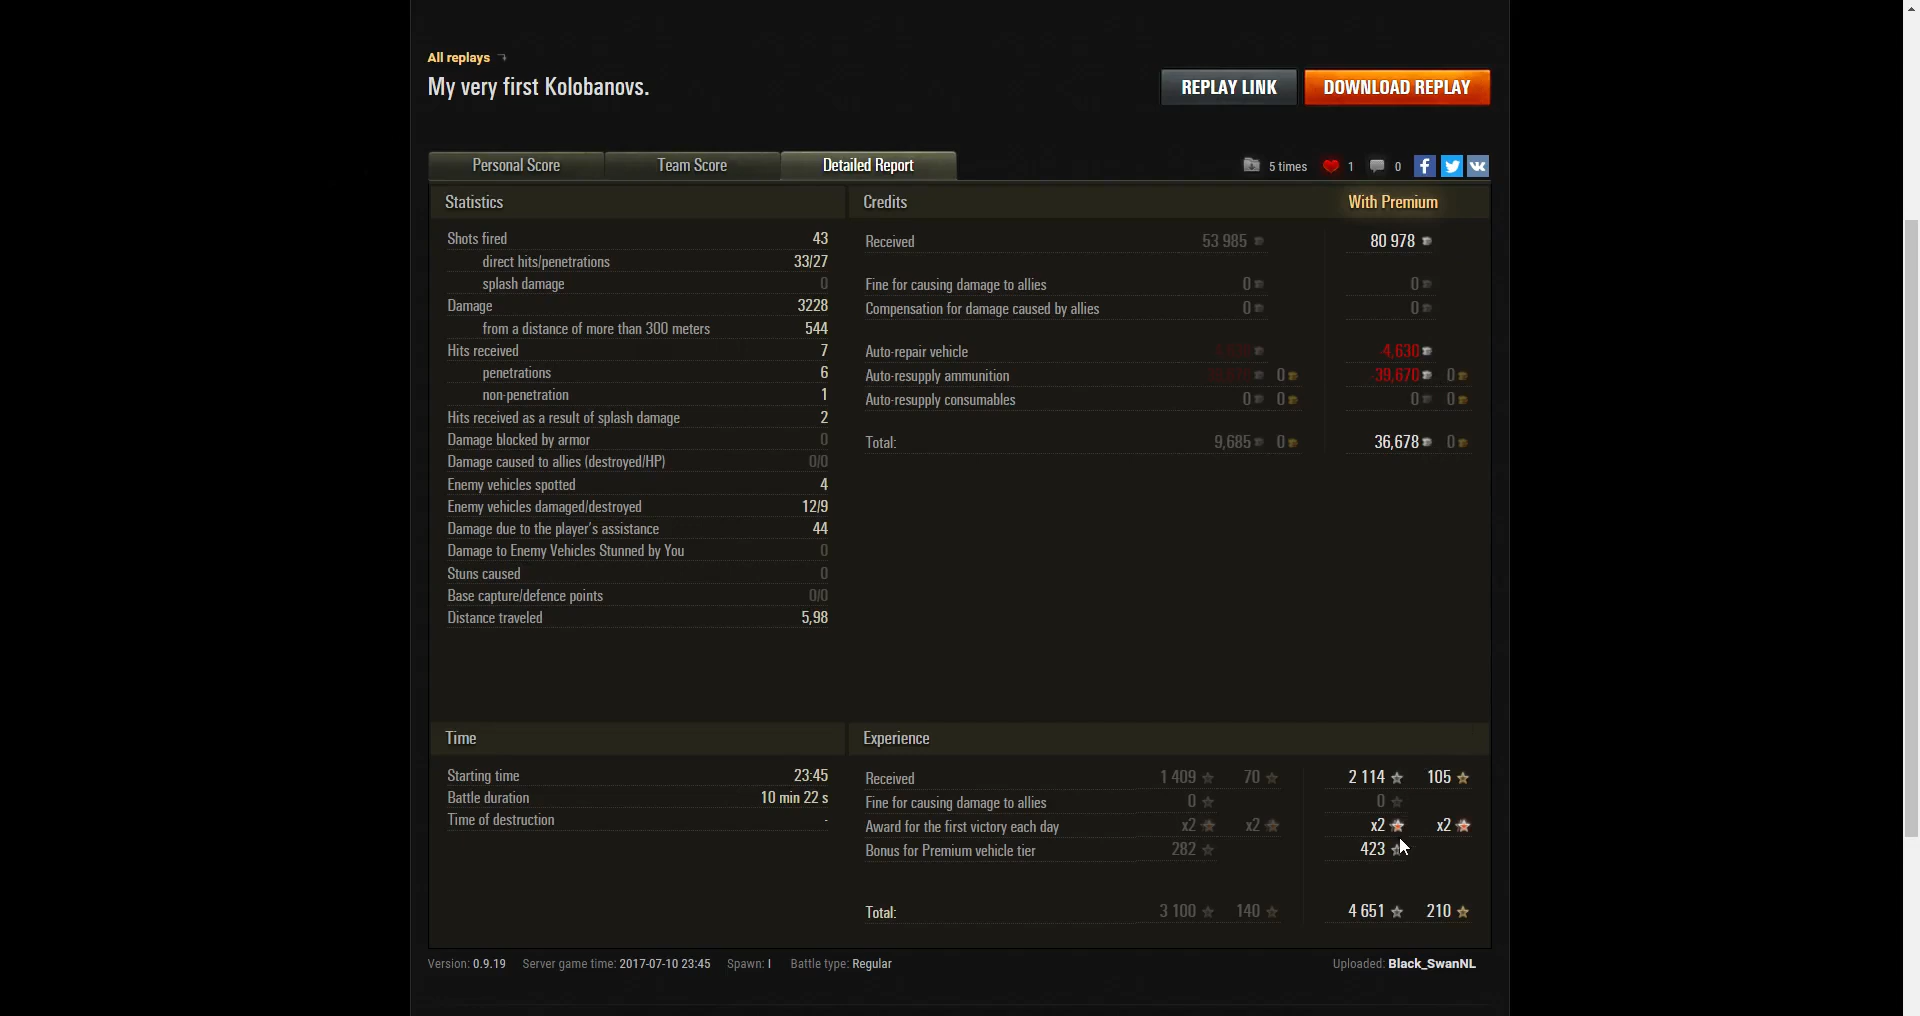 All replays
My very first Kolobanovs.
REPLAY LINK
DOWNLOAD REPLAY
Personal Score
Team Score
Detailed Report
5 times
1
0
Statistics
Credits
With Premium
Shots fired 43
direct hits/penetrations 33/27
splash damage 0
Damage 3228
from a distance of more than 300 meters 544
Hits received 7
penetrations 6
non-penetration 1
Hits received as a result of splash damage 2
Damage blocked by armor 0
Damage caused to allies (destroyed/HP) 0/0
Enemy vehicles spotted 4
Enemy vehicles damaged/destroyed 12/9
Damage due to the player's assistance 44
Damage to Enemy Vehicles Stunned by You 0
Stuns caused 0
Base capture/defence points 0/0
Distance traveled 5,98
Received 53 985 80 978
Fine for causing damage to allies 0 0
Compensation for damage caused by allies 0 0
Auto-repair vehicle -4,630
Auto-resupply ammunition 0 -39,670 0
Auto-resupply consumables 0 0 0 0
Total: 9,685 0 36,678 0
Time
Experience
Starting time 23:45
Battle duration 10 min 22 s
Time of destruction -
Received 1 409 70 2 114 105
Fine for causing damage to allies 0 0
Award for the first victory each day x2 x2 x2 x2
Bonus for Premium vehicle tier 282 423
Total: 3 100 140 4 651 210
Version: 0.9.19 Server game time: 2017-07-10 23:45 Spawn: I Battle type: Regular
Uploaded: Black_SwanNL